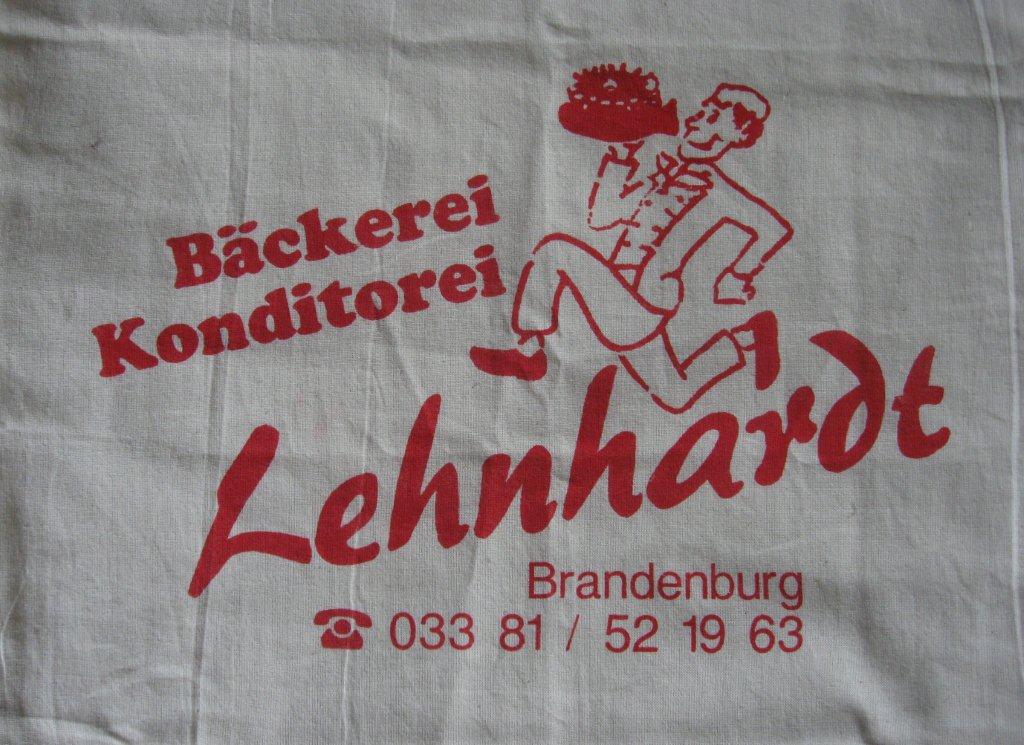 Bäckerei
Konditorei
Lehnhardt
Brandenburg
☎ 033 81 / 52 19 63